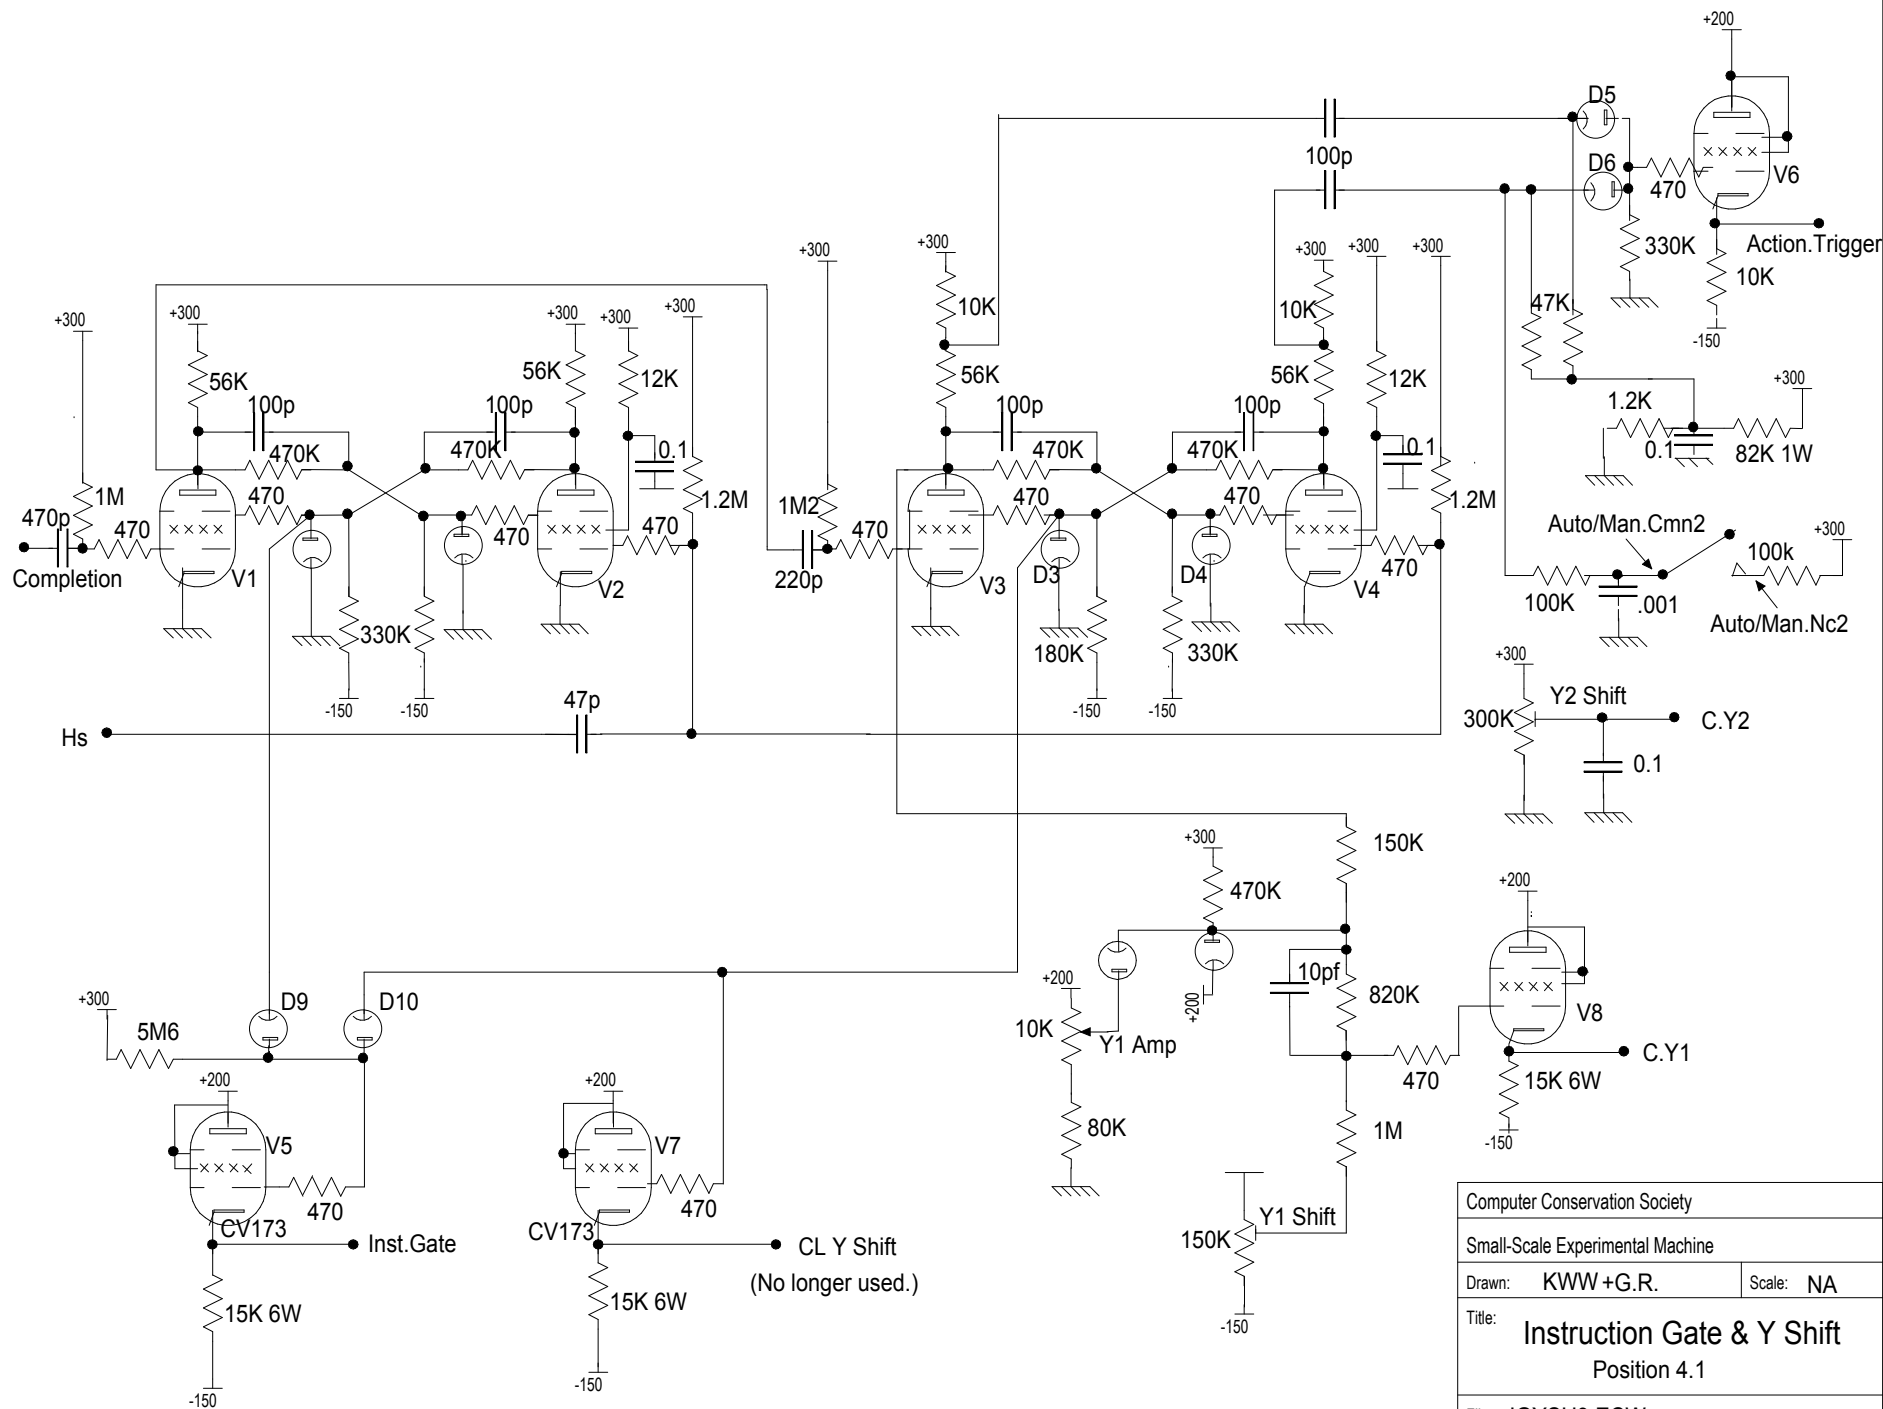 +200
D5
100p
D6
V6
470
330K
Action.Trigger
10K
-150
+300
+300
+300
+300
+300
10K
10K
47K
+300
+300
+300
+300
+300
56K
56K
12K
56K
56K
12K
+300
1.2K
0.1
82K 1W
100p
100p
100p
100p
470K
470K
0.1
470K
470K
0.1
1M
470
470
1.2M
1M2
470
470
1.2M
470p
470
470
470
470
Completion
V1
V2
220p
V3
D3
D4
V4
Auto/Man.Cmn2
+300
100k
100K
.001
Auto/Man.Nc2
330K
180K
330K
-150
-150
-150
-150
47p
Hs
+300
Y2 Shift
300K
C.Y2
0.1
+300
150K
470K
+200
+200
10pf
820K
+200
10K
Y1 Amp
V8
C.Y1
470
15K 6W
-150
80K
1M
+300
D9
D10
5M6
+200
+200
V5
V7
470
470
CV173
CV173
Inst.Gate
CL Y Shift
(No longer used.)
15K 6W
15K 6W
-150
-150
Y1 Shift
150K
-150
Computer Conservation Society
Small-Scale Experimental Machine
Drawn: KWW +G.R. Scale: NA
Title: Instruction Gate & Y Shift
Position 4.1